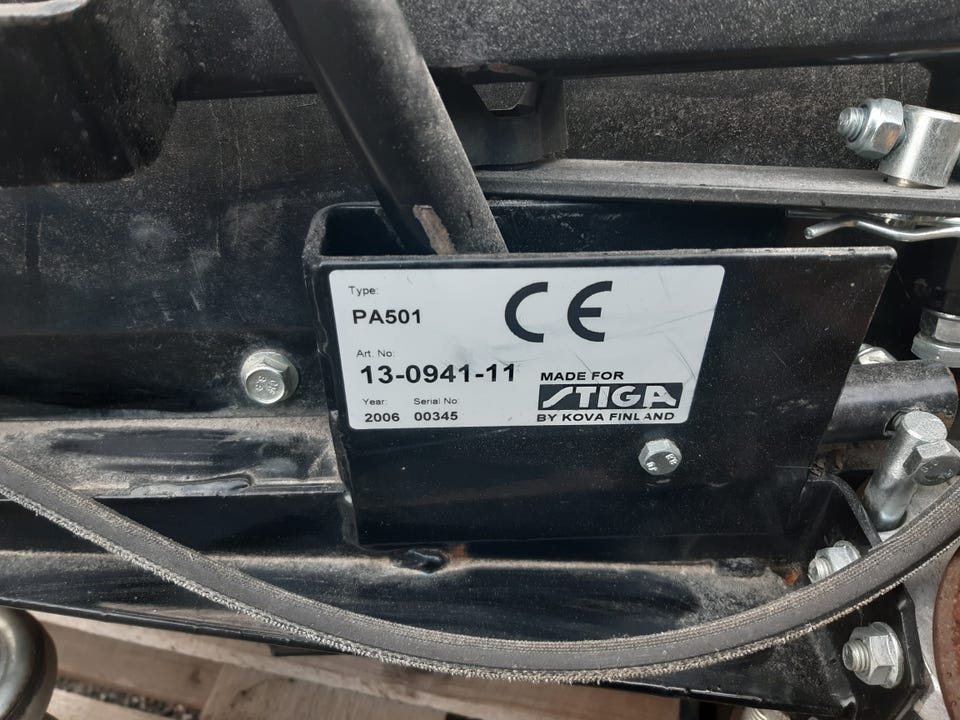 Type:
PA501
CE
Art. No:
13-0941-11
MADE FOR
STIGA
BY KOVA FINLAND
Year: Serial No:
2006 00345